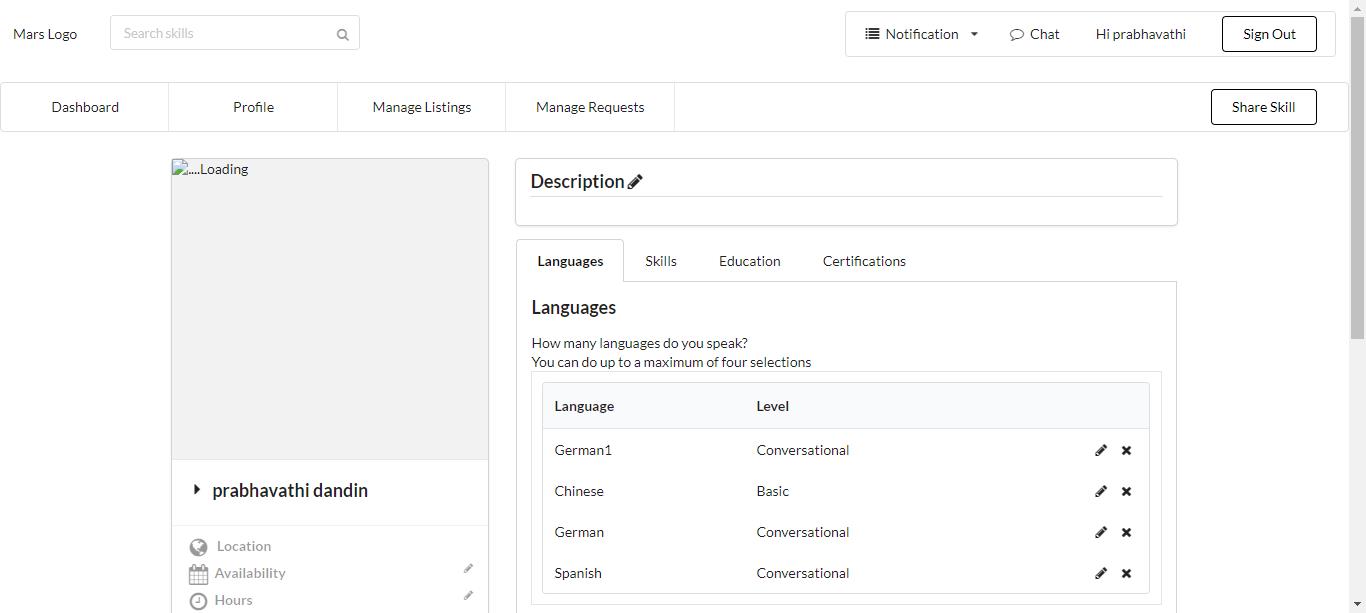 Mars Logo
Search skills
Notification
Chat
Hi prabhavathi
Sign Out
Dashboard
Profile
Manage Listings
Manage Requests
Share Skill
....Loading
prabhavathi dandin
Location
Availability
Hours
Description
Languages
Skills
Education
Certifications
Languages
How many languages do you speak?
You can do up to a maximum of four selections
Language Level
German1 Conversational
Chinese Basic
German Conversational
Spanish Conversational